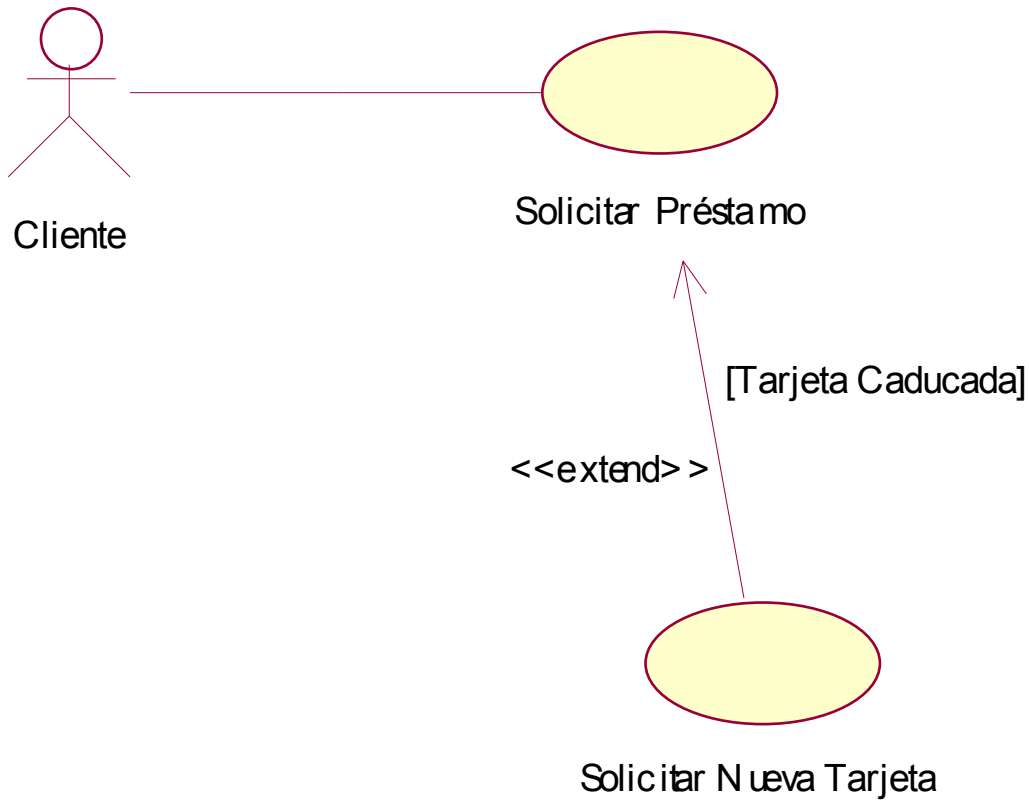 Cliente
Solicitar Préstamo
[Tarjeta Caducada]
<<extend>>
Solicitar Nueva Tarjeta